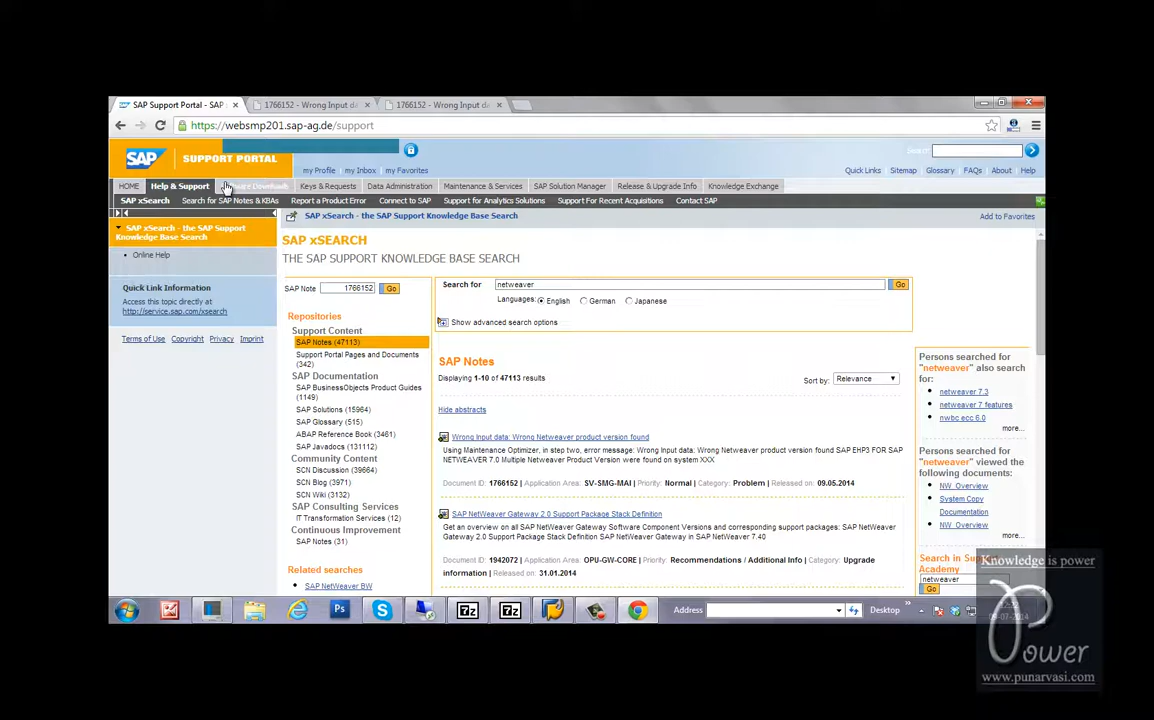 SAP Support Portal - SAP
1766152 - Wrong Input da
1766152 - Wrong Input da
https://websmp201.sap-ag.de/support
SAP
SUPPORT PORTAL
my Profile my Inbox my Favorites
Search:
Quick Links Sitemap Glossary FAQs About Help
HOME Help & Support Software Downloads Keys & Requests Data Administration Maintenance & Services SAP Solution Manager Release & Upgrade Info Knowledge Exchange
SAP xSearch Search for SAP Notes & KBAs Report a Product Error Connect to SAP Support for Analytics Solutions Support For Recent Acquisitions Contact SAP
SAP xSearch - the SAP Support Knowledge Base Search
Online Help
Quick Link Information
Access this topic directly at
http://service.sap.com/xsearch
Terms of Use Copyright Privacy Imprint
SAP xSearch - the SAP Support Knowledge Base Search
Add to Favorites
SAP xSEARCH
THE SAP SUPPORT KNOWLEDGE BASE SEARCH
SAP Note 1766152 Go
Search for netweaver Go
Languages: English German Japanese
Show advanced search options
Repositories
Support Content
SAP Notes (47113)
Support Portal Pages and Documents
(342)
SAP Documentation
SAP BusinessObjects Product Guides
(1149)
SAP Solutions (15964)
SAP Glossary (515)
ABAP Reference Book (3461)
SAP Javadocs (131112)
Community Content
SCN Discussion (39664)
SCN Blog (3971)
SCN Wiki (3132)
SAP Consulting Services
IT Transformation Services (12)
Continuous Improvement
SAP Notes (31)
Related searches
SAP NetWeaver BW
SAP Notes
Displaying 1-10 of 47113 results
Sort by: Relevance
Hide abstracts
Wrong Input data: Wrong Netweaver product version found
Using Maintenance Optimizer, in step two, error message: Wrong Input data: Wrong Netweaver product version found SAP EHP3 FOR SAP
NETWEAVER 7.0 Multiple Netweaver Product Version were found on system XXX
Document ID: 1766152 | Application Area: SV-SMG-MAI | Priority: Normal | Category: Problem | Released on: 09.05.2014
SAP NetWeaver Gateway 2.0 Support Package Stack Definition
Get an overview on all SAP NetWeaver Gateway Software Component Versions and corresponding support packages: SAP NetWeaver
Gateway 2.0 Support Package Stack Definition SAP NetWeaver 7.40
Document ID: 1942072 | Application Area: OPU-GW-CORE | Priority: Recommendations / Additional Info | Category: Upgrade
information | Released on: 31.01.2014
Persons searched for
"netweaver" also search
for:
netweaver 7.3
netweaver 7 features
nwbc ecc 6.0
more...
Persons searched for
"netweaver" viewed the
following documents:
NW_Overview
System Copy
Documentation
NW_Overview
more...
Search in Support
Academy
netweaver
Go
Address
Desktop
09-07-2014
Knowledge is power
Power
www.punarvasi.com